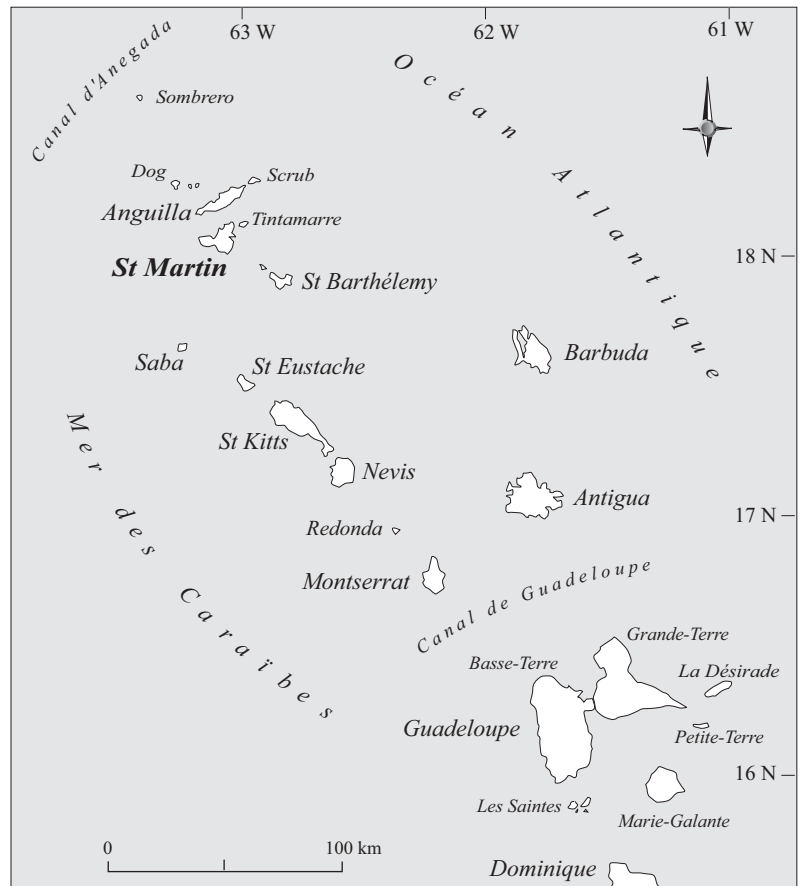 63 W
62 W
61 W
Canal d'Anegada
Océan Atlantique
Sombrero
Dog
Scrub
Anguilla
Tintamarre
18 N
St Martin
St Barthélemy
Saba
St Eustache
Barbuda
St Kitts
Nevis
Mer des Caraïbes
Antigua
17 N
Redonda
Montserrat
Canal de Guadeloupe
Grande-Terre
Basse-Terre
La Désirade
Guadeloupe
Petite-Terre
16 N
Les Saintes
Marie-Galante
0
100 km
Dominique